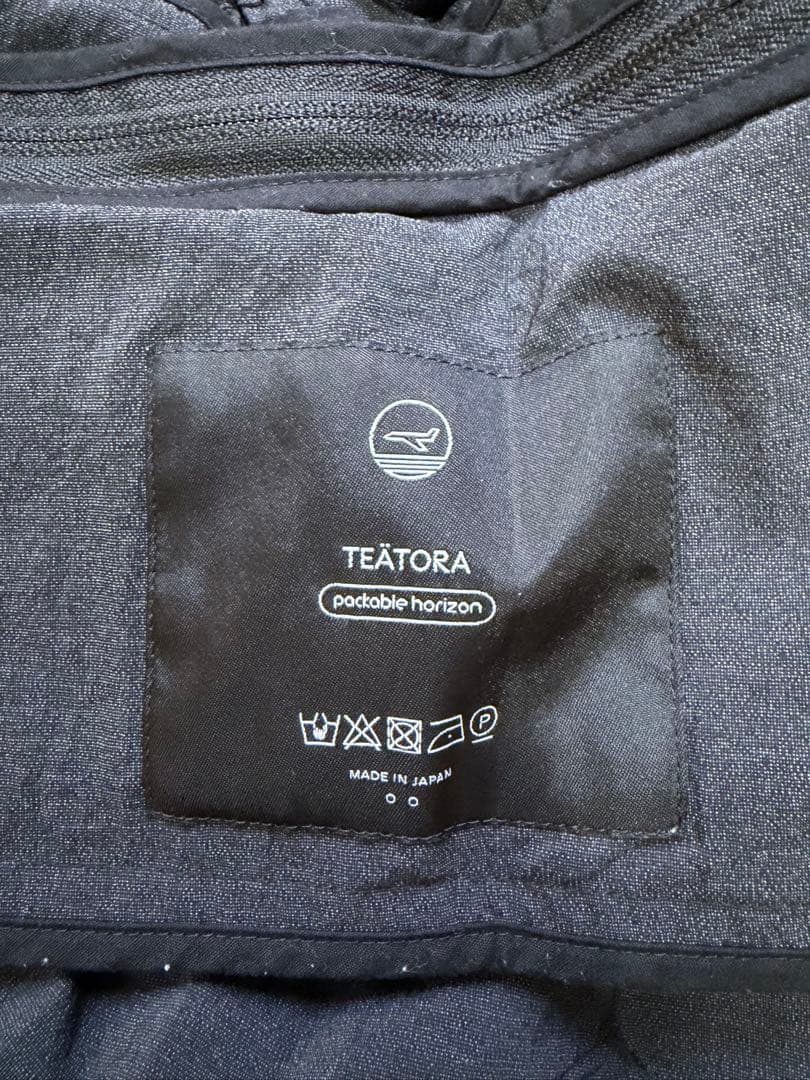 TEÄTORA
packable horizon
P
MADE IN JAPAN